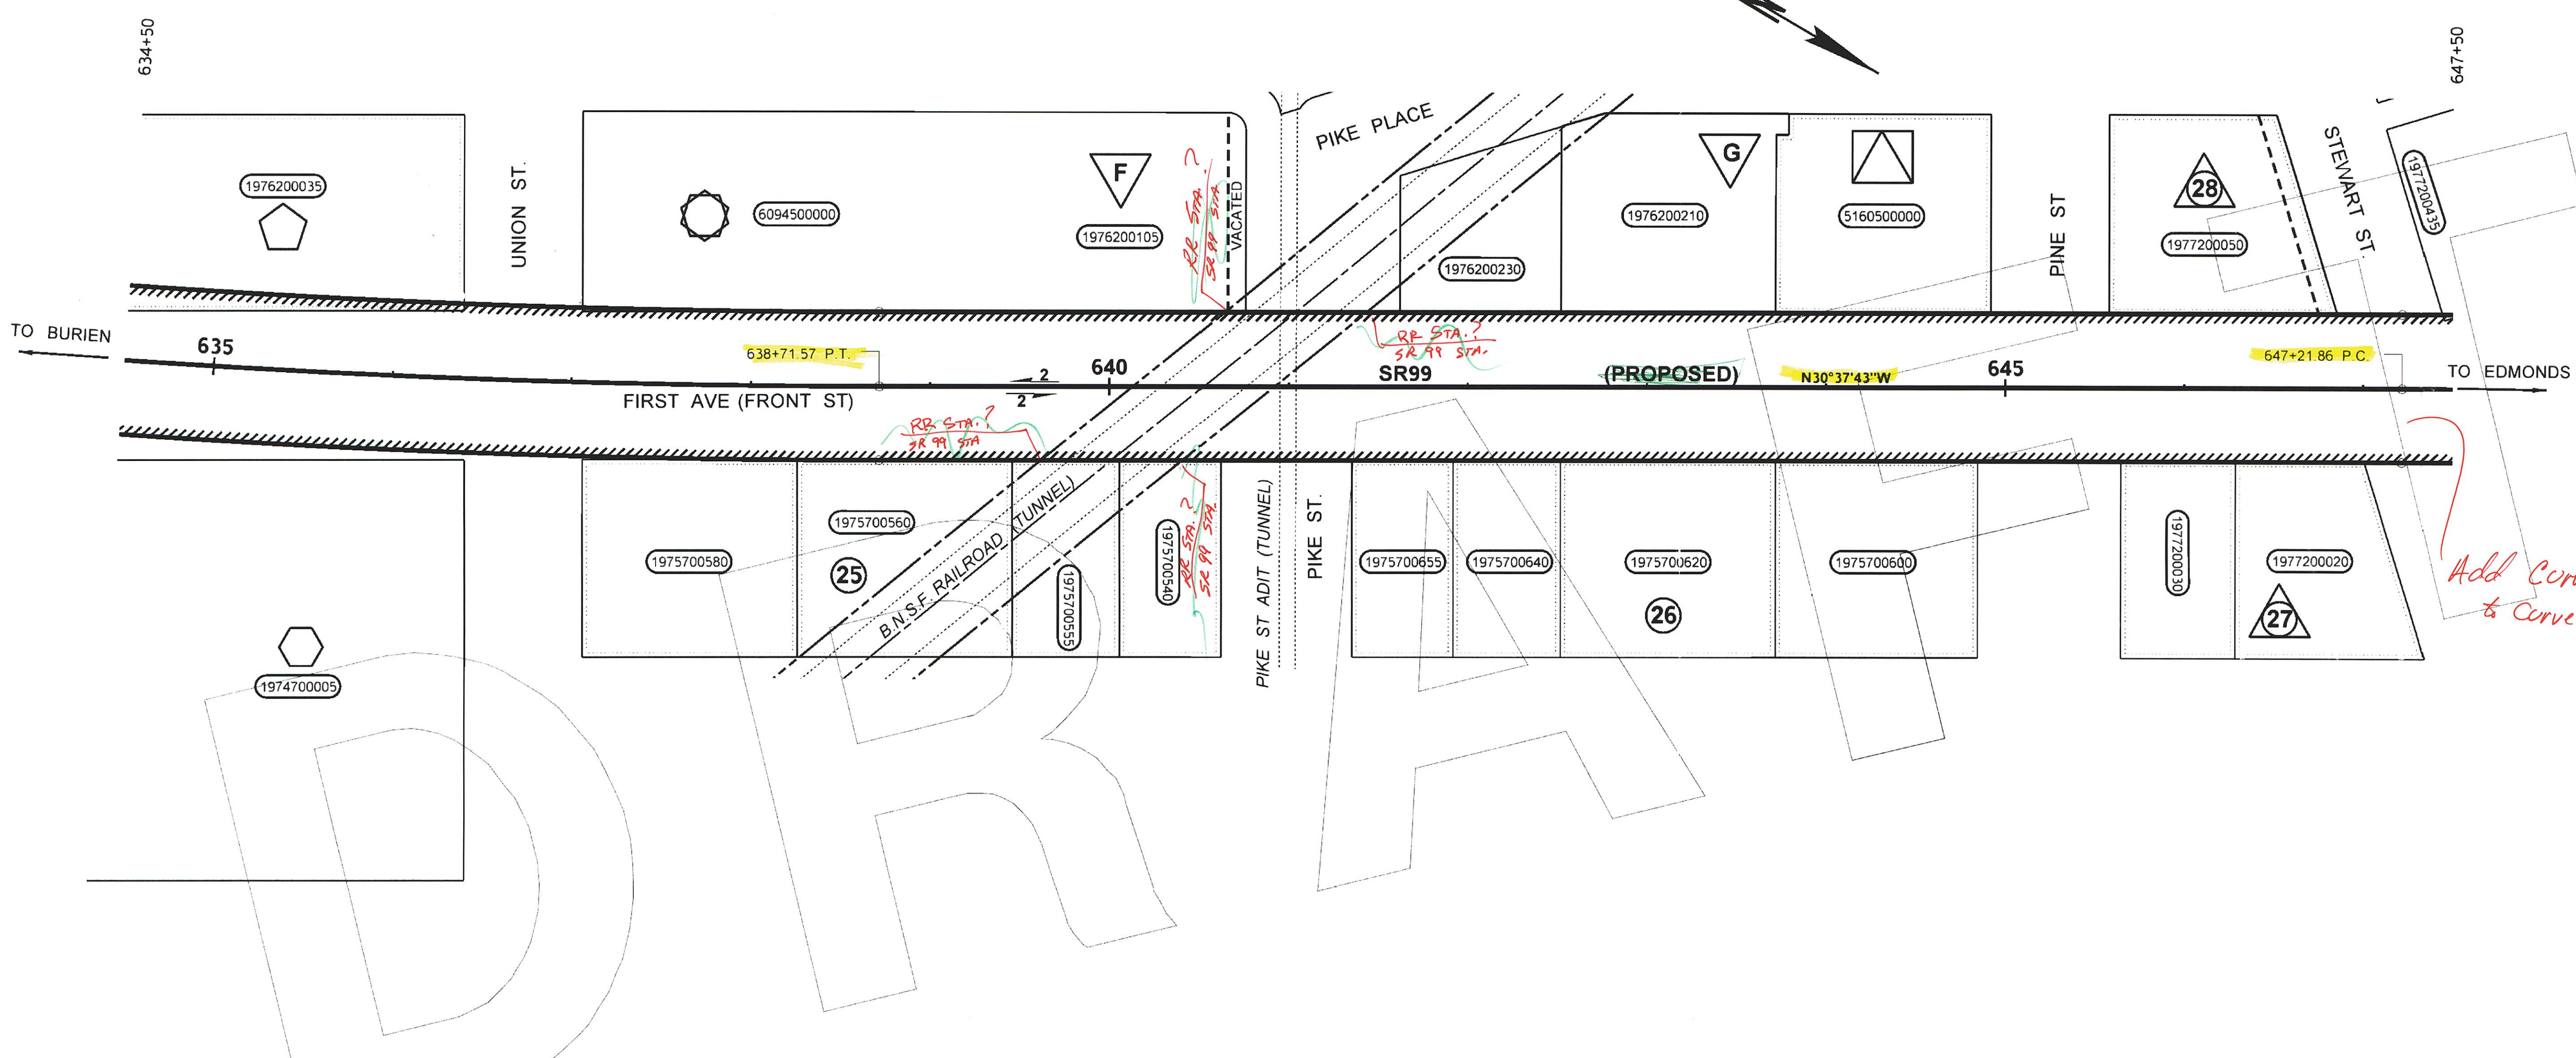 634+50
647+50
1976200035
UNION ST.
6094500000
F
1976200105
RR STA.?
SR 99 STA
VACATED
PIKE PLACE
1976200230
G
1976200210
5160500000
PINE ST
28
1977200050
STEWART ST.
1977200435
TO BURIEN
635
638+71.57 P.T.
2
2
640
RR STA.?
SR 99 STA.
SR99
(PROPOSED)
N30°37'43"W
645
647+21.86 P.C.
TO EDMONDS
FIRST AVE (FRONT ST)
RR STA.?
SR 99 STA
1975700580
1975700560
25
B.N.S.F. RAILROAD (TUNNEL)
1975700555
1975700540
RR STA.?
SR 99 STA.
PIKE ST ADIT (TUNNEL)
PIKE ST.
1975700655
1975700640
1975700620
26
1975700600
1977200030
1977200020
27
Add Cur
to Curve
1974700005
DRAFT